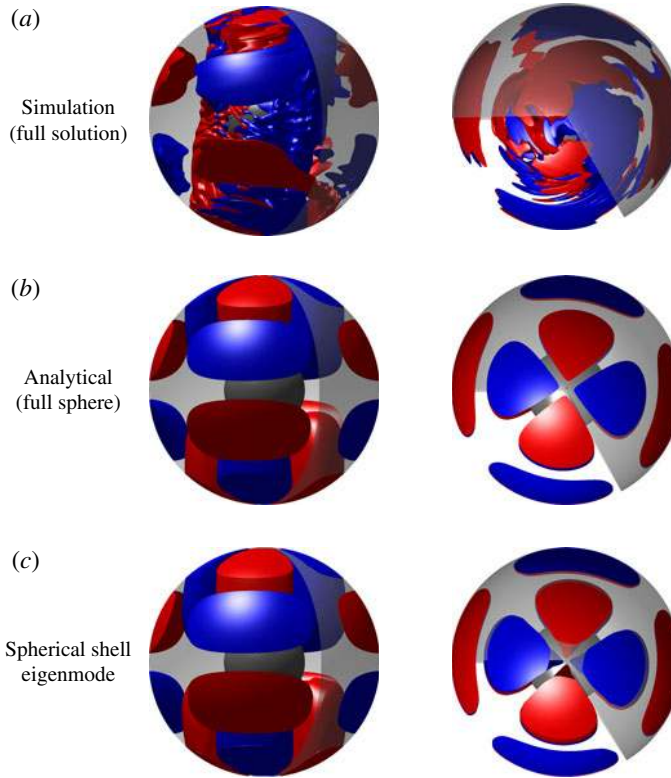 (a)
Simulation
(full solution)
(b)
Analytical
(full sphere)
(c)
Spherical shell
eigenmode